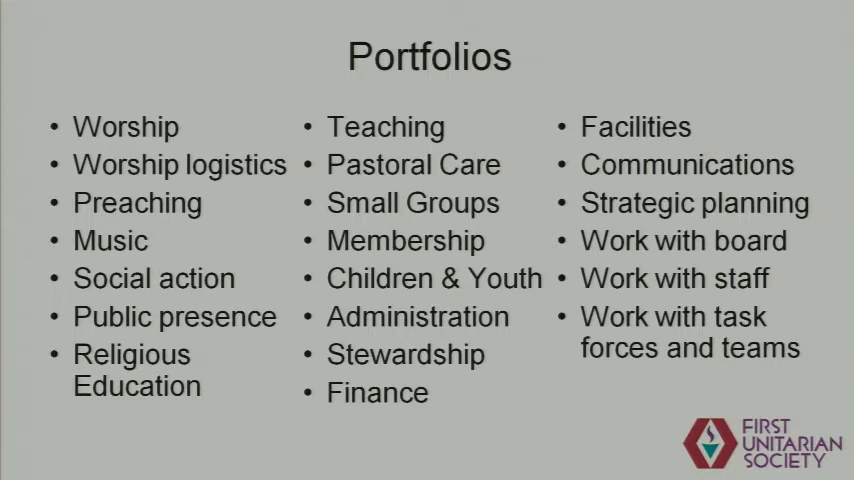 Portfolios
• Worship
• Worship logistics
• Preaching
• Music
• Social action
• Public presence
• Religious
Education
• Teaching
• Pastoral Care
• Small Groups
• Membership
• Children & Youth
• Administration
• Stewardship
• Finance
• Facilities
• Communications
• Strategic planning
• Work with board
• Work with staff
• Work with task
forces and teams
FIRST
UNITARIAN
SOCIETY